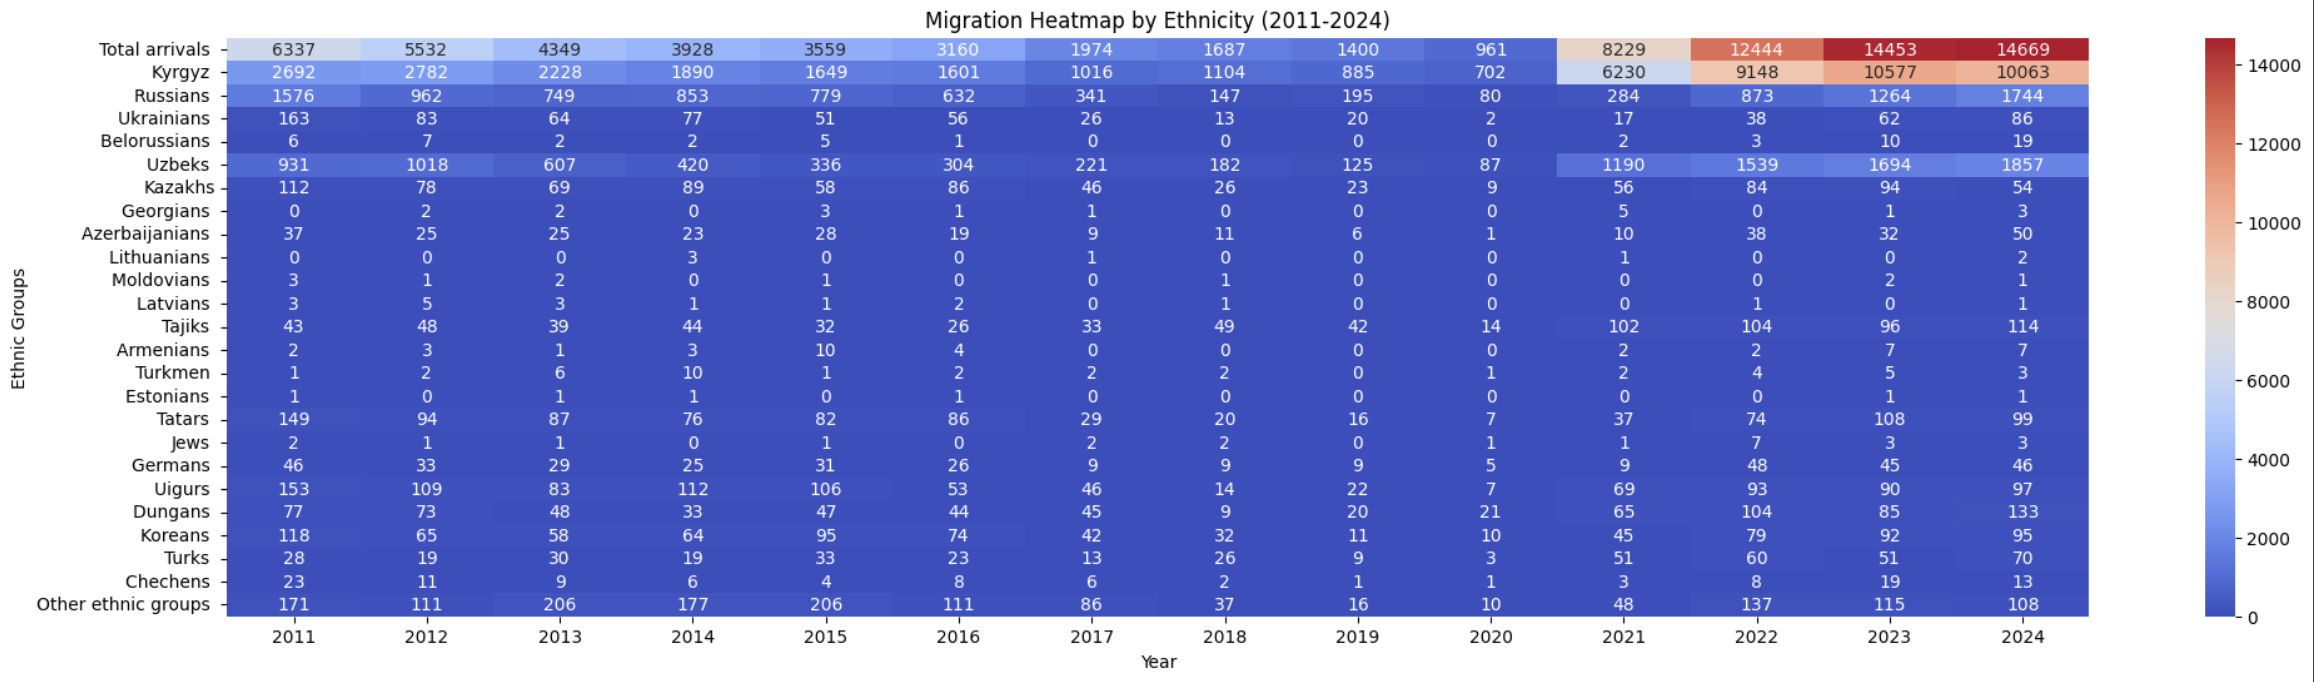 Migration Heatmap by Ethnicity (2011-2024)
Ethnic Groups
Total arrivals 6337 5532 4349 3928 3559 3160 1974 1687 1400 961 8229 12444 14453 14669
Kyrgyz 2692 2782 2228 1890 1649 1601 1016 1104 885 702 6230 9148 10577 10063
Russians 1576 962 749 853 779 632 341 147 195 80 284 873 1264 1744
Ukrainians 163 83 64 77 51 56 26 13 20 2 17 38 62 86
Belorussians 6 7 2 2 5 1 0 0 0 0 2 3 10 19
Uzbeks 931 1018 607 420 336 304 221 182 125 87 1190 1539 1694 1857
Kazakhs 112 78 69 89 58 86 46 26 23 9 56 84 94 54
Georgians 0 2 2 0 3 1 1 0 0 0 5 0 1 3
Azerbaijanians 37 25 25 23 28 19 9 11 6 1 10 38 32 50
Lithuanians 0 0 0 3 0 0 1 0 0 0 1 0 0 2
Moldovians 3 1 2 0 1 0 0 1 0 0 0 0 2 1
Latvians 3 5 3 1 1 2 0 1 0 0 0 1 0 1
Tajiks 43 48 39 44 32 26 33 49 42 14 102 104 96 114
Armenians 2 3 1 3 10 4 0 0 0 0 2 2 7 7
Turkmen 1 2 6 10 1 2 2 2 0 1 2 4 5 3
Estonians 1 0 1 1 0 1 0 0 0 0 0 0 1 1
Tatars 149 94 87 76 82 86 29 20 16 7 37 74 108 99
Jews 2 1 1 0 1 0 2 2 0 1 1 7 3 3
Germans 46 33 29 25 31 26 9 9 9 5 9 48 45 46
Uigurs 153 109 83 112 106 53 46 14 22 7 69 93 90 97
Dungans 77 73 48 33 47 44 45 9 20 21 65 104 85 133
Koreans 118 65 58 64 95 74 42 32 11 10 45 79 92 95
Turks 28 19 30 19 33 23 13 26 9 3 51 60 51 70
Chechens 23 11 9 6 4 8 6 2 1 1 3 8 19 13
Other ethnic groups 171 111 206 177 206 111 86 37 16 10 48 137 115 108
2011 2012 2013 2014 2015 2016 2017 2018 2019 2020 2021 2022 2023 2024
Year
14000
12000
10000
8000
6000
4000
2000
0